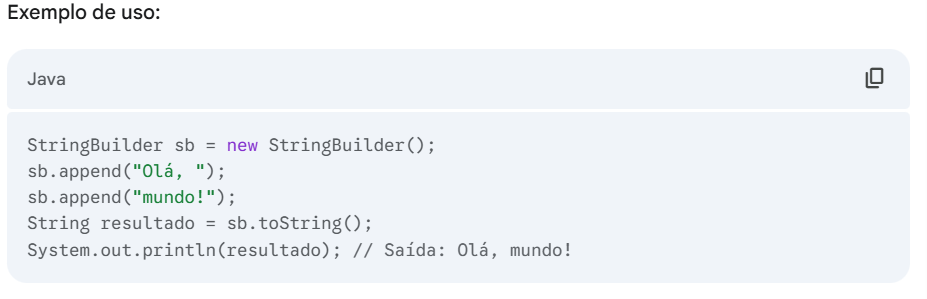 Exemplo de uso:
Java
StringBuilder sb = new StringBuilder();
sb.append("Olá, ");
sb.append("mundo!");
String resultado = sb.toString();
System.out.println(resultado); // Saída: Olá, mundo!